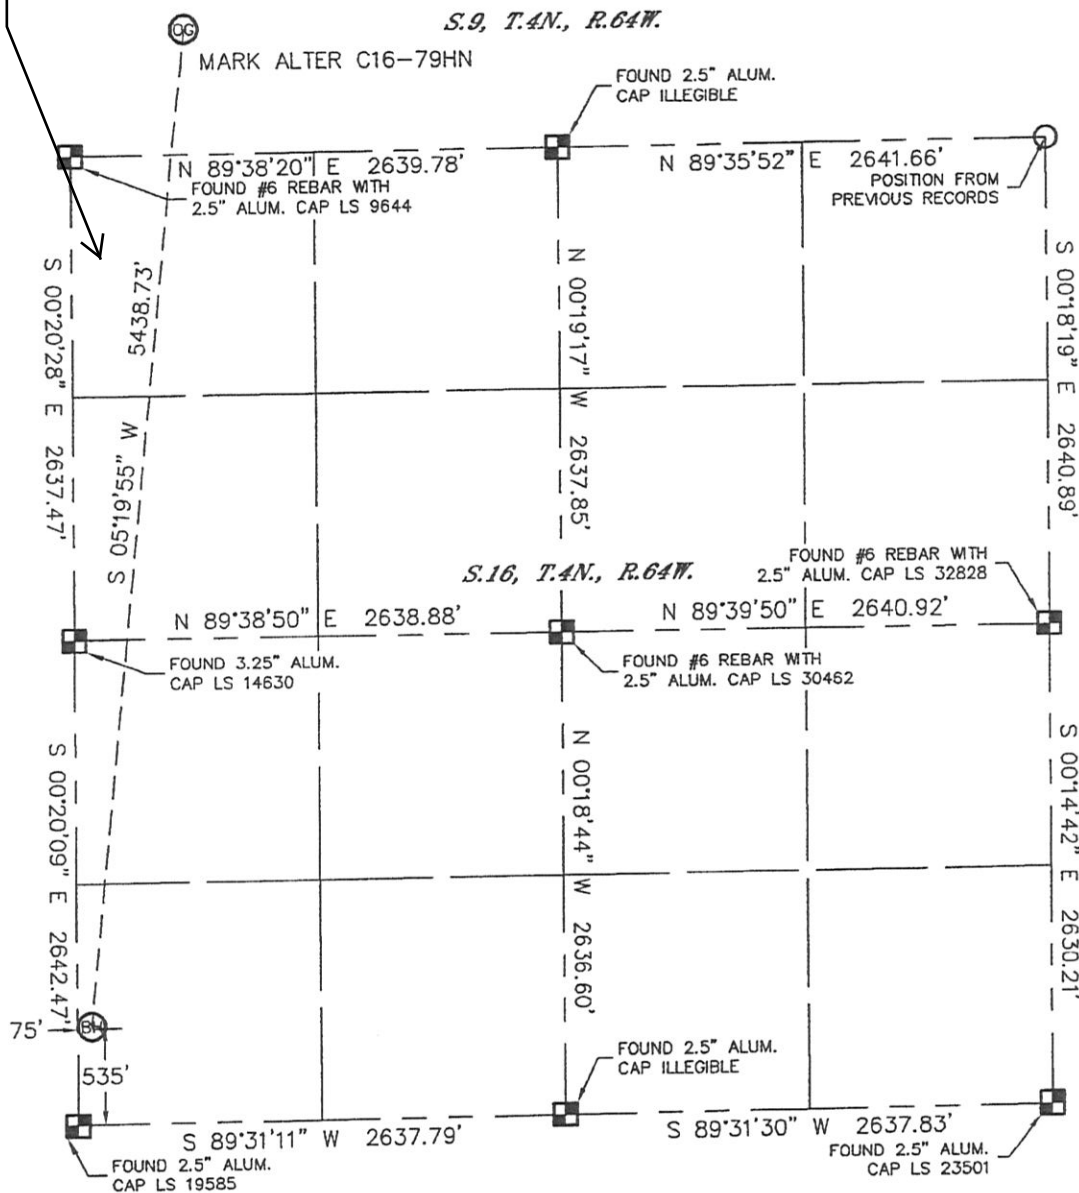 S.9, T.4N., R.64W.
OG
MARK ALTER C16-79HN
FOUND 2.5" ALUM.
CAP ILLEGIBLE
N 89°38'20" E 2639.78'
N 89°35'52" E 2641.66'
FOUND #6 REBAR WITH
2.5" ALUM. CAP LS 9644
POSITION FROM
PREVIOUS RECORDS
S 00°20'28" E 2637.47'
5438.73'
S 05°19'55" W
N 00°19'17" W 2637.85'
S 00°18'19" E 2640.89'
S.16, T.4N., R.64W.
FOUND #6 REBAR WITH
2.5" ALUM. CAP LS 32828
N 89°38'50" E 2638.88'
N 89°39'50" E 2640.92'
FOUND 3.25" ALUM.
CAP LS 14630
FOUND #6 REBAR WITH
2.5" ALUM. CAP LS 30462
S 00°20'09" E 2642.47'
N 00°18'44" W 2636.60'
S 00°14'42" E 2630.21'
75'
BH
535'
FOUND 2.5" ALUM.
CAP ILLEGIBLE
S 89°31'11" W 2637.79'
S 89°31'30" W 2637.83'
FOUND 2.5" ALUM.
CAP LS 19585
FOUND 2.5" ALUM.
CAP LS 23501